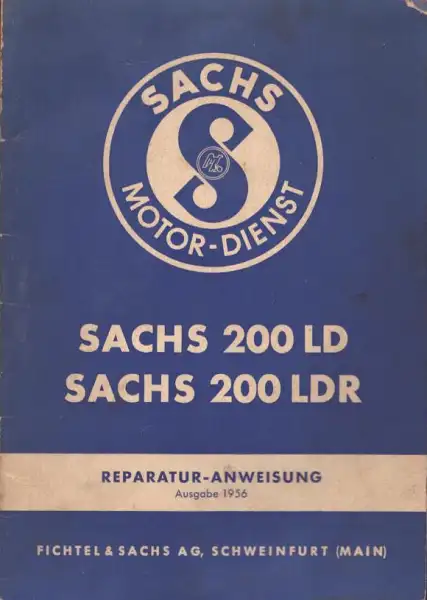 SACHS
MOTOR-DIENST
SACHS 200 LD
SACHS 200 LDR
REPARATUR-ANWEISUNG
Ausgabe 1956
FICHTEL & SACHS AG, SCHWEINFURT (MAIN)